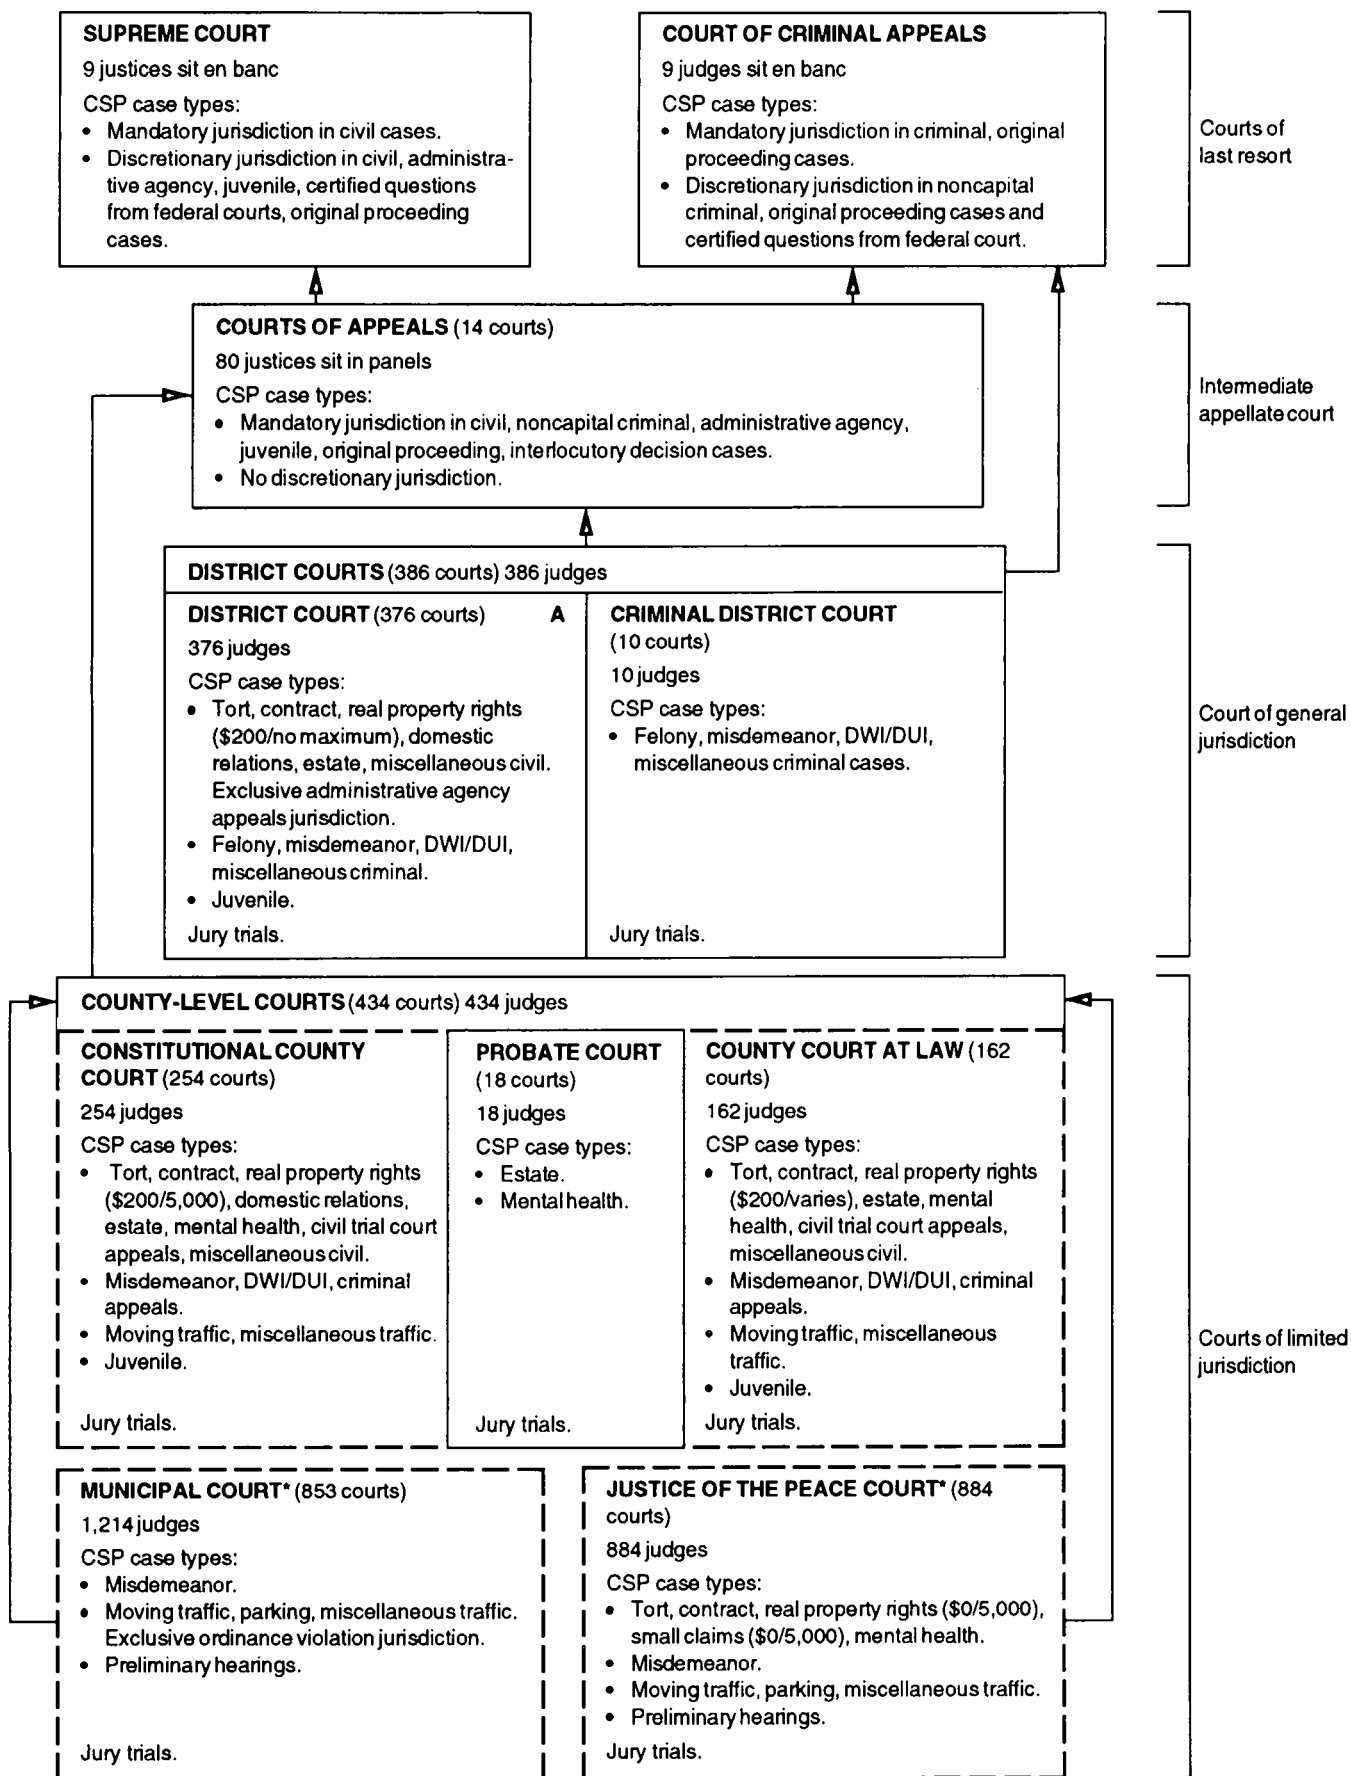 SUPREME COURT
9 justices sit en banc
CSP case types:
• Mandatory jurisdiction in civil cases.
• Discretionary jurisdiction in civil, administra-
tive agency, juvenile, certified questions
from federal courts, original proceeding
cases.
COURT OF CRIMINAL APPEALS
9 judges sit en banc
CSP case types:
• Mandatory jurisdiction in criminal, original
proceeding cases.
• Discretionary jurisdiction in noncapital
criminal, original proceeding cases and
certified questions from federal court.
Courts of
last resort
COURTS OF APPEALS (14 courts)
80 justices sit in panels
CSP case types:
• Mandatory jurisdiction in civil, noncapital criminal, administrative agency,
juvenile, original proceeding, interlocutory decision cases.
• No discretionary jurisdiction.
Intermediate
appellate court
DISTRICT COURTS (386 courts) 386 judges
DISTRICT COURT (376 courts) A
376 judges
CSP case types:
• Tort, contract, real property rights
($200/no maximum), domestic
relations, estate, miscellaneous civil.
Exclusive administrative agency
appeals jurisdiction.
• Felony, misdemeanor, DWI/DUI,
miscellaneous criminal.
• Juvenile.
Jury trials.
CRIMINAL DISTRICT COURT
(10 courts)
10 judges
CSP case types:
• Felony, misdemeanor, DWI/DUI,
miscellaneous criminal cases.
Jury trials.
Court of general
jurisdiction
COUNTY-LEVEL COURTS (434 courts) 434 judges
CONSTITUTIONAL COUNTY
COURT (254 courts)
254 judges
CSP case types:
• Tort, contract, real property rights
($200/5,000), domestic relations,
estate, mental health, civil trial court
appeals, miscellaneous civil.
• Misdemeanor, DWI/DUI, criminal
appeals.
• Moving traffic, miscellaneous traffic.
• Juvenile.
Jury trials.
PROBATE COURT
(18 courts)
18 judges
CSP case types:
• Estate.
• Mental health.
Jury trials.
COUNTY COURT AT LAW (162
courts)
162 judges
CSP case types:
• Tort, contract, real property rights
($200/varies), estate, mental
health, civil trial court appeals,
miscellaneous civil.
• Misdemeanor, DWI/DUI, criminal
appeals.
• Moving traffic, miscellaneous
traffic.
• Juvenile.
Jury trials.
Courts of limited
jurisdiction
MUNICIPAL COURT* (853 courts)
1,214 judges
CSP case types:
• Misdemeanor.
• Moving traffic, parking, miscellaneous traffic.
Exclusive ordinance violation jurisdiction.
• Preliminary hearings.
Jury trials.
JUSTICE OF THE PEACE COURT* (884
courts)
884 judges
CSP case types:
• Tort, contract, real property rights ($0/5,000),
small claims ($0/5,000), mental health.
• Misdemeanor.
• Moving traffic, parking, miscellaneous traffic.
• Preliminary hearings.
Jury trials.